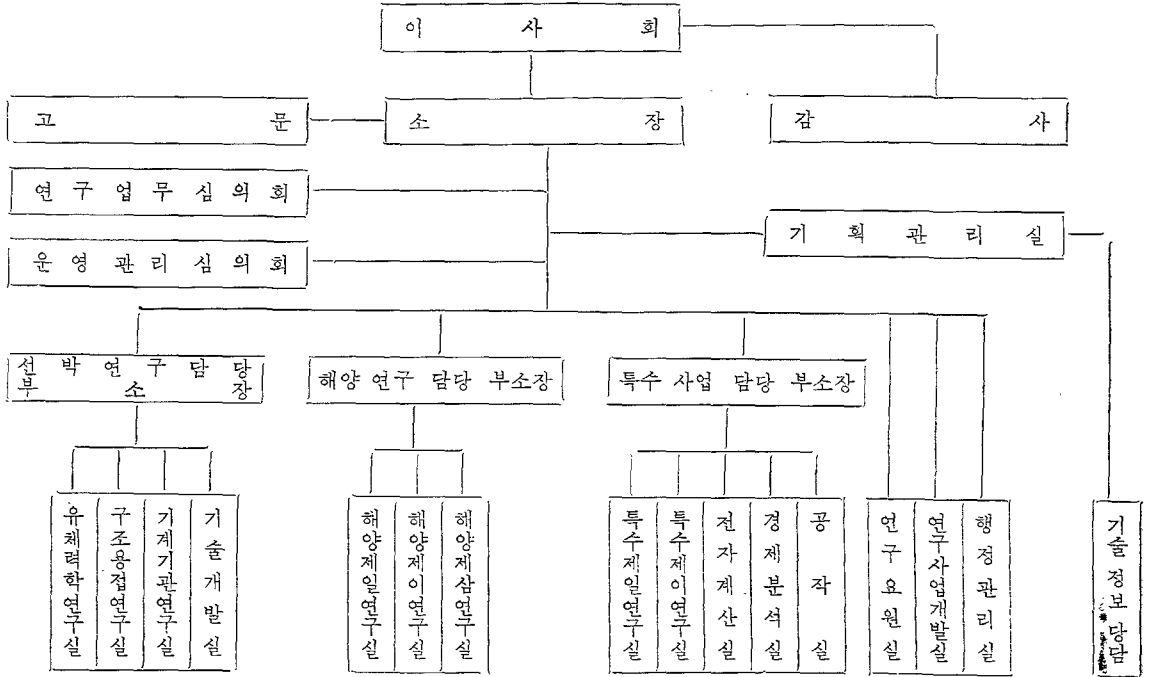 이 사 회
고 문
소 장
감 사
연 구 업 무 심 의 회
기 획 관 리 실
운 영 관 리 심 의 회
선 박 연 구 담 당
부 소 장
해양 연구 담당 부소장
특수 사업 담당 부소장
유체력학연구실
구조용접연구실
기계기관연구실
기술개발실
해양제일연구실
해양제이연구실
해양제삼연구실
특수제일연구실
특수제이연구실
전자계산실
경제분석실
공작실
연구요원실
연구사업개발실
행정관리실
기술정보당담